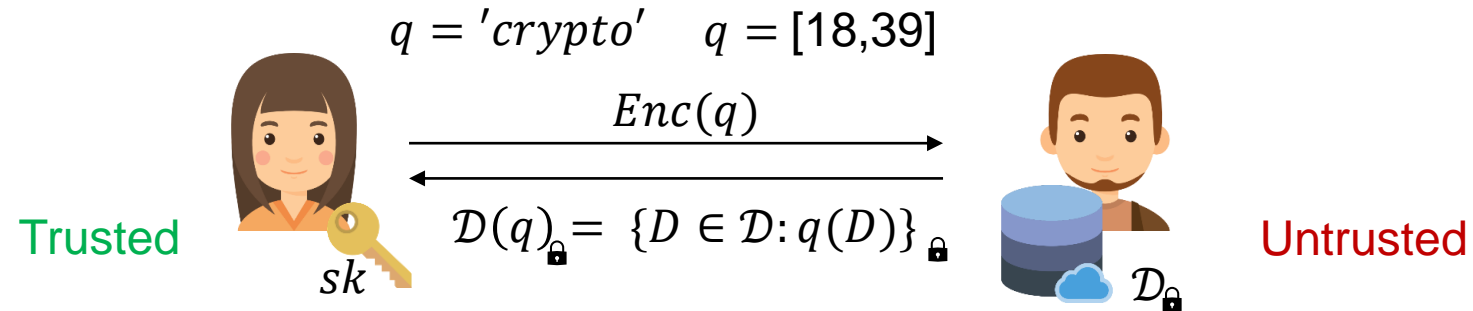 q = 'crypto' q = [18,39]
Enc(q)
𝒟(q) = {D ∈ 𝒟: q(D)}
Trusted
Untrusted
sk
𝒟